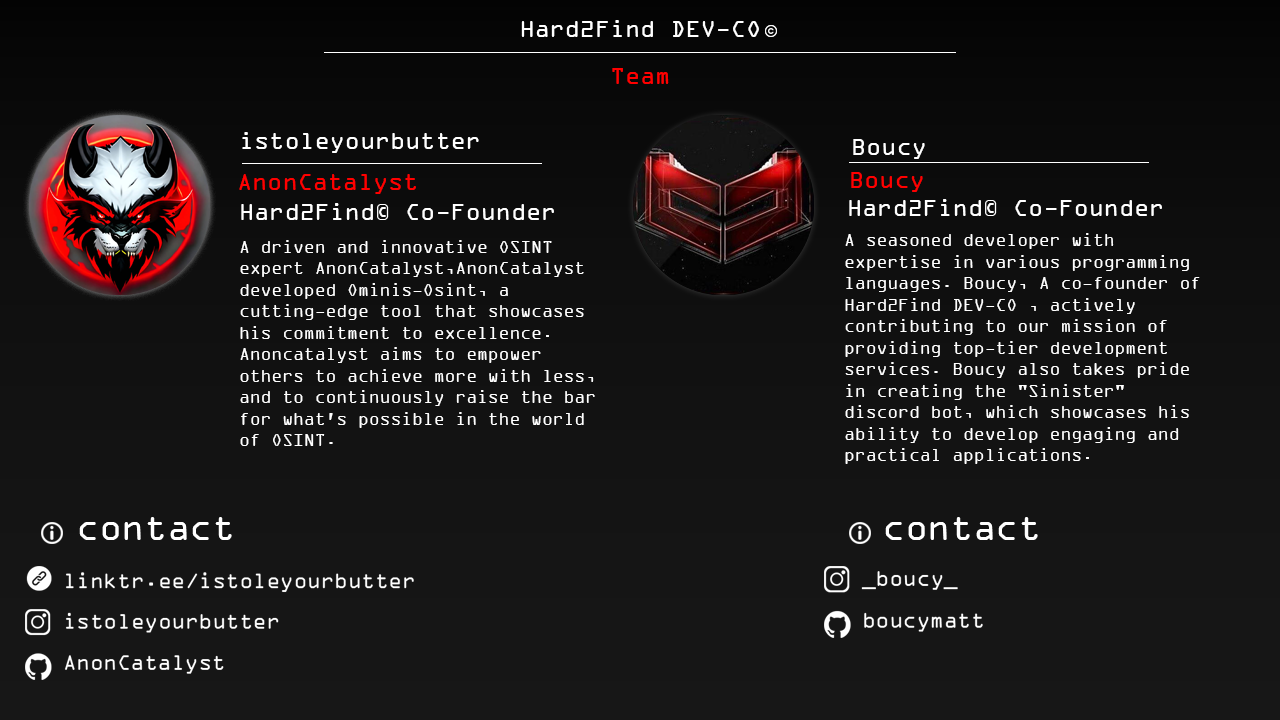 Hard2Find DEV-CO©
Team
istoleyourbutter
AnonCatalyst
Hard2Find© Co-Founder
A driven and innovative OSINT
expert AnonCatalyst,AnonCatalyst
developed Ominis-Osint, a
cutting-edge tool that showcases
his commitment to excellence.
Anoncatalyst aims to empower
others to achieve more with less,
and to continuously raise the bar
for what's possible in the world
of OSINT.
Boucy
Boucy
Hard2Find© Co-Founder
A seasoned developer with
expertise in various programming
languages. Boucy, A co-founder of
Hard2Find DEV-CO , actively
contributing to our mission of
providing top-tier development
services. Boucy also takes pride
in creating the "Sinister"
discord bot, which showcases his
ability to develop engaging and
practical applications.
contact
linktr.ee/istoleyourbutter
istoleyourbutter
AnonCatalyst
contact
_boucy_
boucymatt